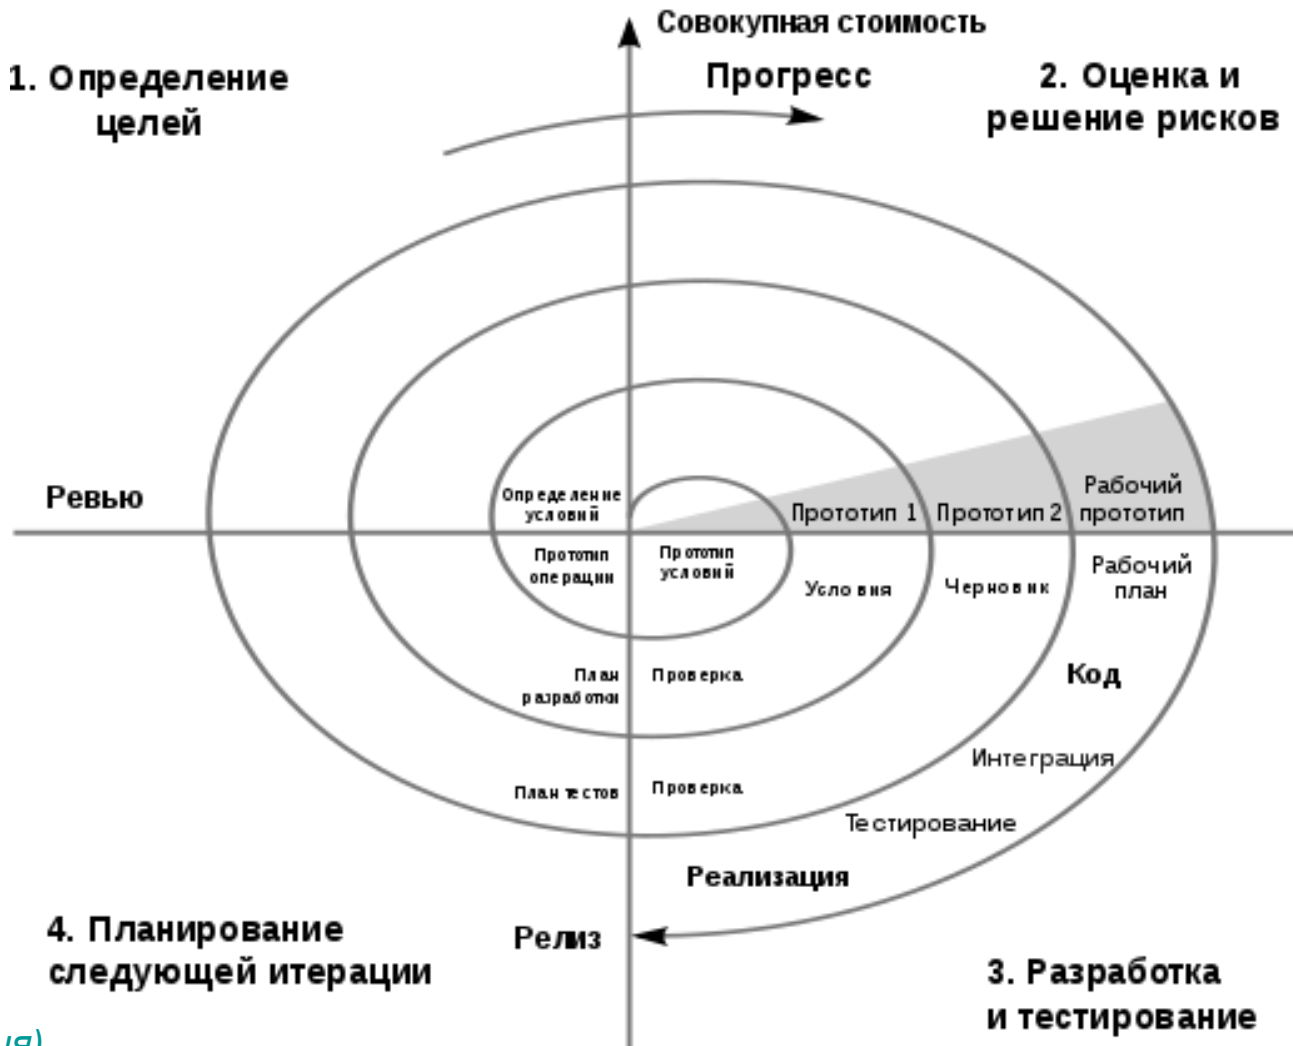 Совокупная стоимость
1. Определение
целей
Прогресс
2. Оценка и
решение рисков
Ревью
Определение
условий
Прототип 1
Прототип 2
Рабочий
прототип
Прототип
операции
Прототип
условий
Условия
Черновик
Рабочий
план
План
разработки
Проверка
Код
Интеграция
План тестов
Проверка
Тестирование
Реализация
Релиз
4. Планирование
следующей итерации
3. Разработка
и тестирование